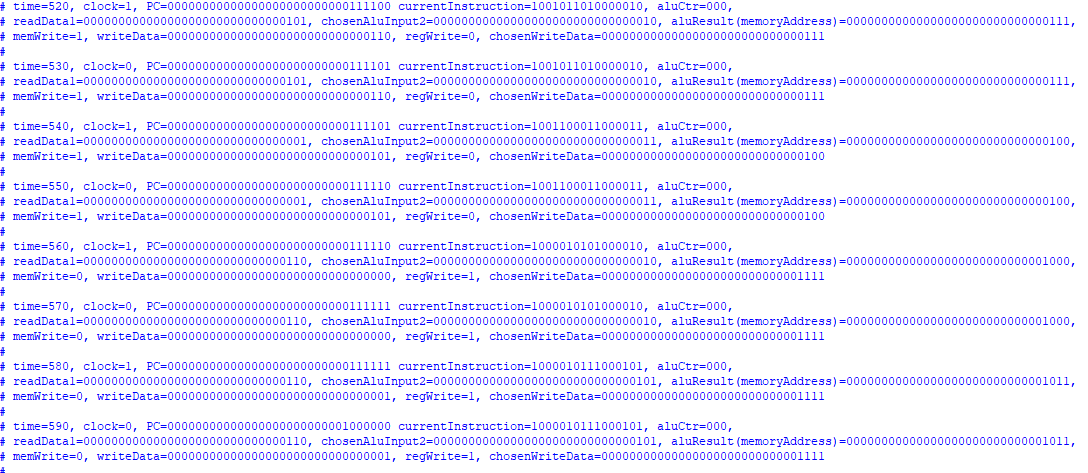 # time=520, clock=1, PC=00000000000000000000000000111100 currentInstruction=1001011010000010, aluCtr=000,
# readData1=00000000000000000000000000000101, chosenAluInput2=00000000000000000000000000000010, aluResult(memoryAddress)=00000000000000000000000000000111,
# memWrite=1, writeData=00000000000000000000000000000110, regWrite=0, chosenWriteData=00000000000000000000000000000111
#
# time=530, clock=0, PC=00000000000000000000000000111101 currentInstruction=1001011010000010, aluCtr=000,
# readData1=00000000000000000000000000000101, chosenAluInput2=00000000000000000000000000000010, aluResult(memoryAddress)=00000000000000000000000000000111,
# memWrite=1, writeData=00000000000000000000000000000110, regWrite=0, chosenWriteData=00000000000000000000000000000111
#
# time=540, clock=1, PC=00000000000000000000000000111101 currentInstruction=1001100011000011, aluCtr=000,
# readData1=00000000000000000000000000000001, chosenAluInput2=00000000000000000000000000000011, aluResult(memoryAddress)=00000000000000000000000000000100,
# memWrite=1, writeData=00000000000000000000000000000101, regWrite=0, chosenWriteData=00000000000000000000000000000100
#
# time=550, clock=0, PC=00000000000000000000000000111110 currentInstruction=1001100011000011, aluCtr=000,
# readData1=00000000000000000000000000000001, chosenAluInput2=00000000000000000000000000000011, aluResult(memoryAddress)=00000000000000000000000000000100,
# memWrite=1, writeData=00000000000000000000000000000101, regWrite=0, chosenWriteData=00000000000000000000000000000100
#
# time=560, clock=1, PC=00000000000000000000000000111110 currentInstruction=1000010101000010, aluCtr=000,
# readData1=00000000000000000000000000000110, chosenAluInput2=00000000000000000000000000000010, aluResult(memoryAddress)=00000000000000000000000000001000,
# memWrite=0, writeData=00000000000000000000000000000000, regWrite=1, chosenWriteData=00000000000000000000000000001111
#
# time=570, clock=0, PC=00000000000000000000000000111111 currentInstruction=1000010101000010, aluCtr=000,
# readData1=00000000000000000000000000000110, chosenAluInput2=00000000000000000000000000000010, aluResult(memoryAddress)=00000000000000000000000000001000,
# memWrite=0, writeData=00000000000000000000000000000000, regWrite=1, chosenWriteData=00000000000000000000000000001111
#
# time=580, clock=1, PC=00000000000000000000000000111111 currentInstruction=1000010111000101, aluCtr=000,
# readData1=00000000000000000000000000000110, chosenAluInput2=00000000000000000000000000000101, aluResult(memoryAddress)=00000000000000000000000000001011,
# memWrite=0, writeData=00000000000000000000000000000001, regWrite=1, chosenWriteData=00000000000000000000000000001111
#
# time=590, clock=0, PC=00000000000000000000000001000000 currentInstruction=1000010111000101, aluCtr=000,
# readData1=00000000000000000000000000000110, chosenAluInput2=00000000000000000000000000000101, aluResult(memoryAddress)=00000000000000000000000000001011,
# memWrite=0, writeData=00000000000000000000000000000001, regWrite=1, chosenWriteData=00000000000000000000000000001111
#